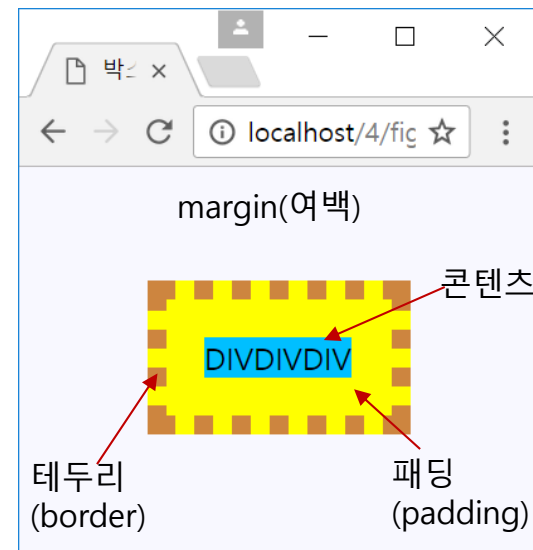 박스
localhost/4/fig
margin(여백)
콘텐츠
DIVDIVDIV
테두리
(border)
패딩
(padding)